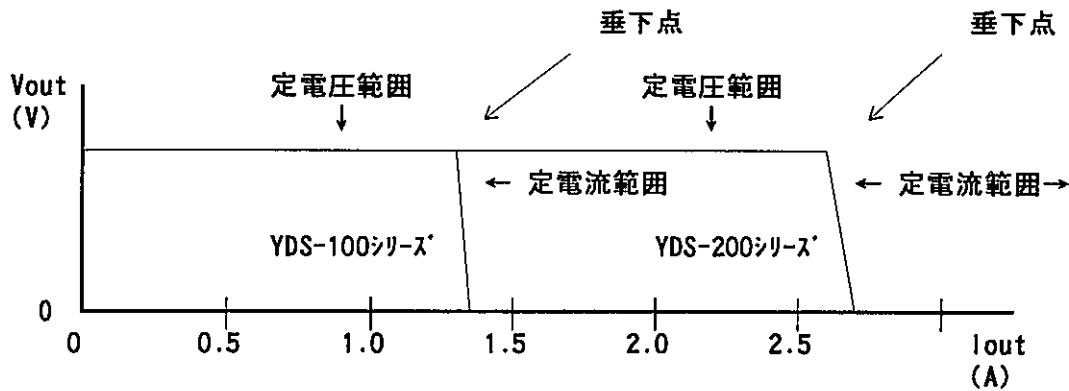 垂下点 垂下点
Vout
(V)
定電圧範囲 定電圧範囲
↓ ↓
← 定電流範囲 ← 定電流範囲→
YDS-100シリーズ YDS-200シリーズ
0
0 0.5 1.0 1.5 2.0 2.5 Iout
(A)